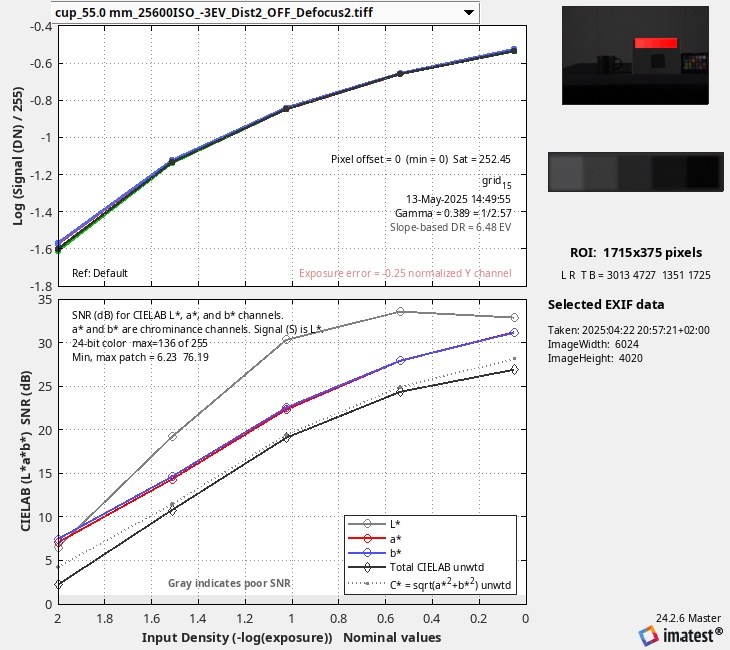 cup_55.0 mm_25600ISO_-3EV_Dist2_OFF_Defocus2.tiff
-0.4
-0.6
-0.8
-1
-1.2
-1.4
-1.6
-1.8
Log (Signal (DN) / 255)
Pixel offset = 0 (min = 0) Sat = 252.45
grid15
13-May-2025 14:49:55
Gamma = 0.389 = 1/2.57
Slope-based DR = 6.48 EV
Ref: Default
Exposure error = -0.25 normalized Y channel
ROI: 1715x375 pixels
L R T B = 3013 4727 1351 1725
Selected EXIF data
Taken: 2025:04:22 20:57:21+02:00
ImageWidth: 6024
ImageHeight: 4020
35
30
25
20
15
10
5
0
CIELAB (L*a*b*) SNR (dB)
SNR (dB) for CIELAB L*, a*, and b* channels.
a* and b* are chrominance channels. Signal (S) is L*.
24-bit color max=136 of 255
Min, max patch = 6.23 76.19
L*
a*
b*
Total CIELAB unwtd
C* = sqrt(a*2+b*2) unwtd
Gray indicates poor SNR
2 1.8 1.6 1.4 1.2 1 0.8 0.6 0.4 0.2 0
Input Density (-log(exposure)) Nominal values
24.2.6 Master
imatest®